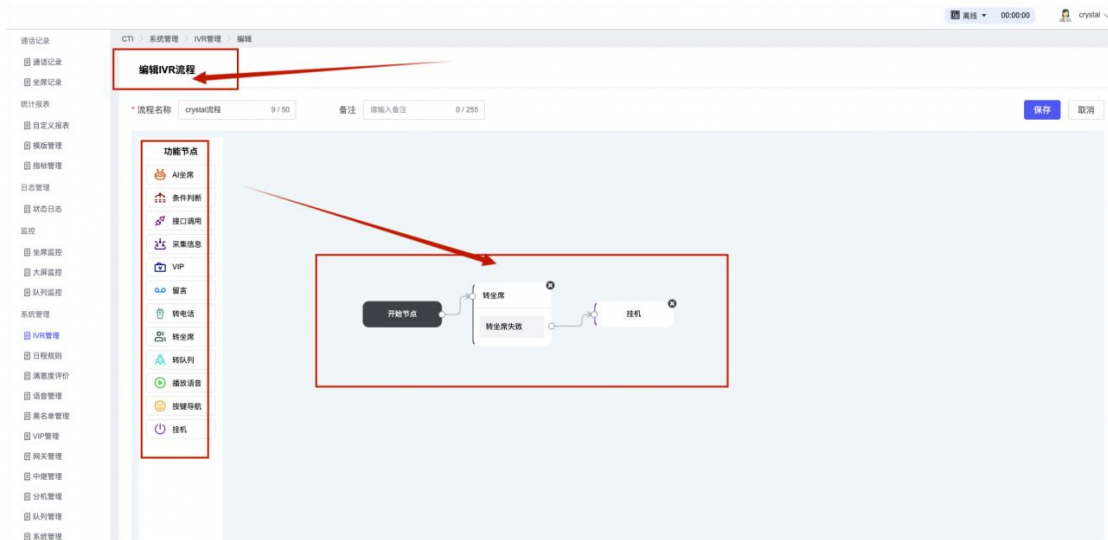 离线 00:00:00 crystal
通话记录
通话记录
坐席记录
统计报表
自定义报表
模版管理
指标管理
日志管理
状态日志
监控
坐席监控
大屏监控
队列监控
系统管理
IVR管理
日程规则
满意度评价
语音管理
黑名单管理
VIP管理
网关管理
中继管理
分机管理
队列管理
系统管理
CTI > 系统管理 > IVR管理 > 编辑
编辑IVR流程
* 流程名称 crystal流程 9 / 50 备注 请输入备注 0 / 255 保存 取消
功能节点
AI坐席
条件判断
接口调用
采集信息
VIP
留言
转电话
转坐席
转队列
播放语音
按键导航
挂机
开始节点
转坐席
转坐席失败
挂机